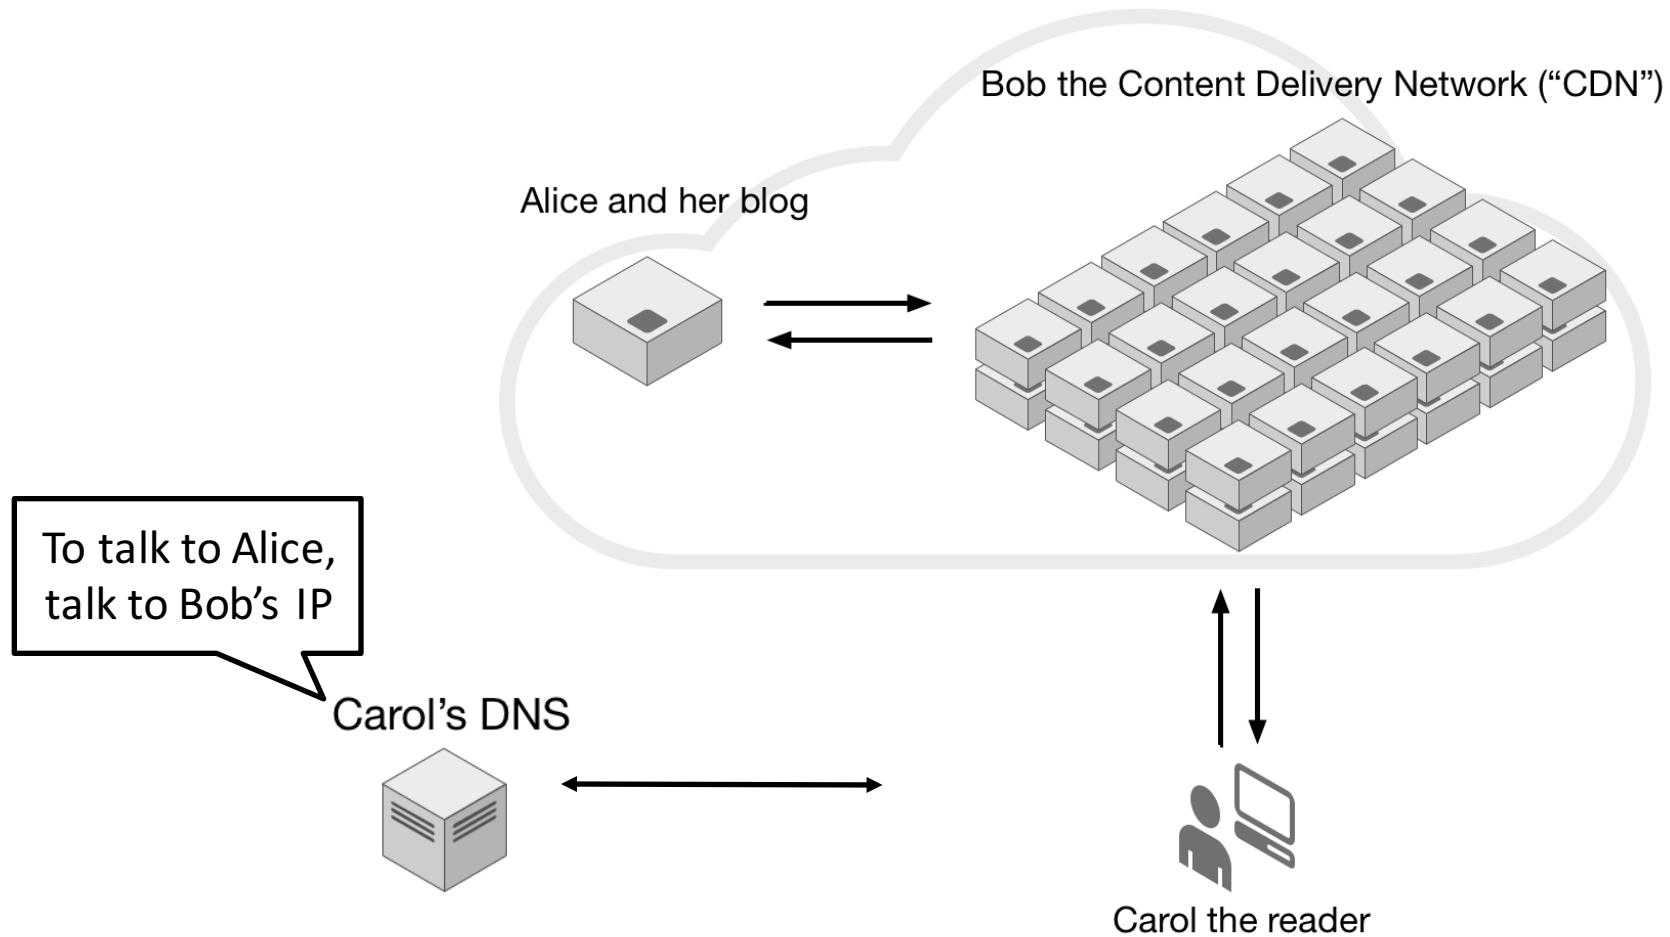 Bob the Content Delivery Network (“CDN”)
Alice and her blog
To talk to Alice,
talk to Bob’s IP
Carol’s DNS
Carol the reader